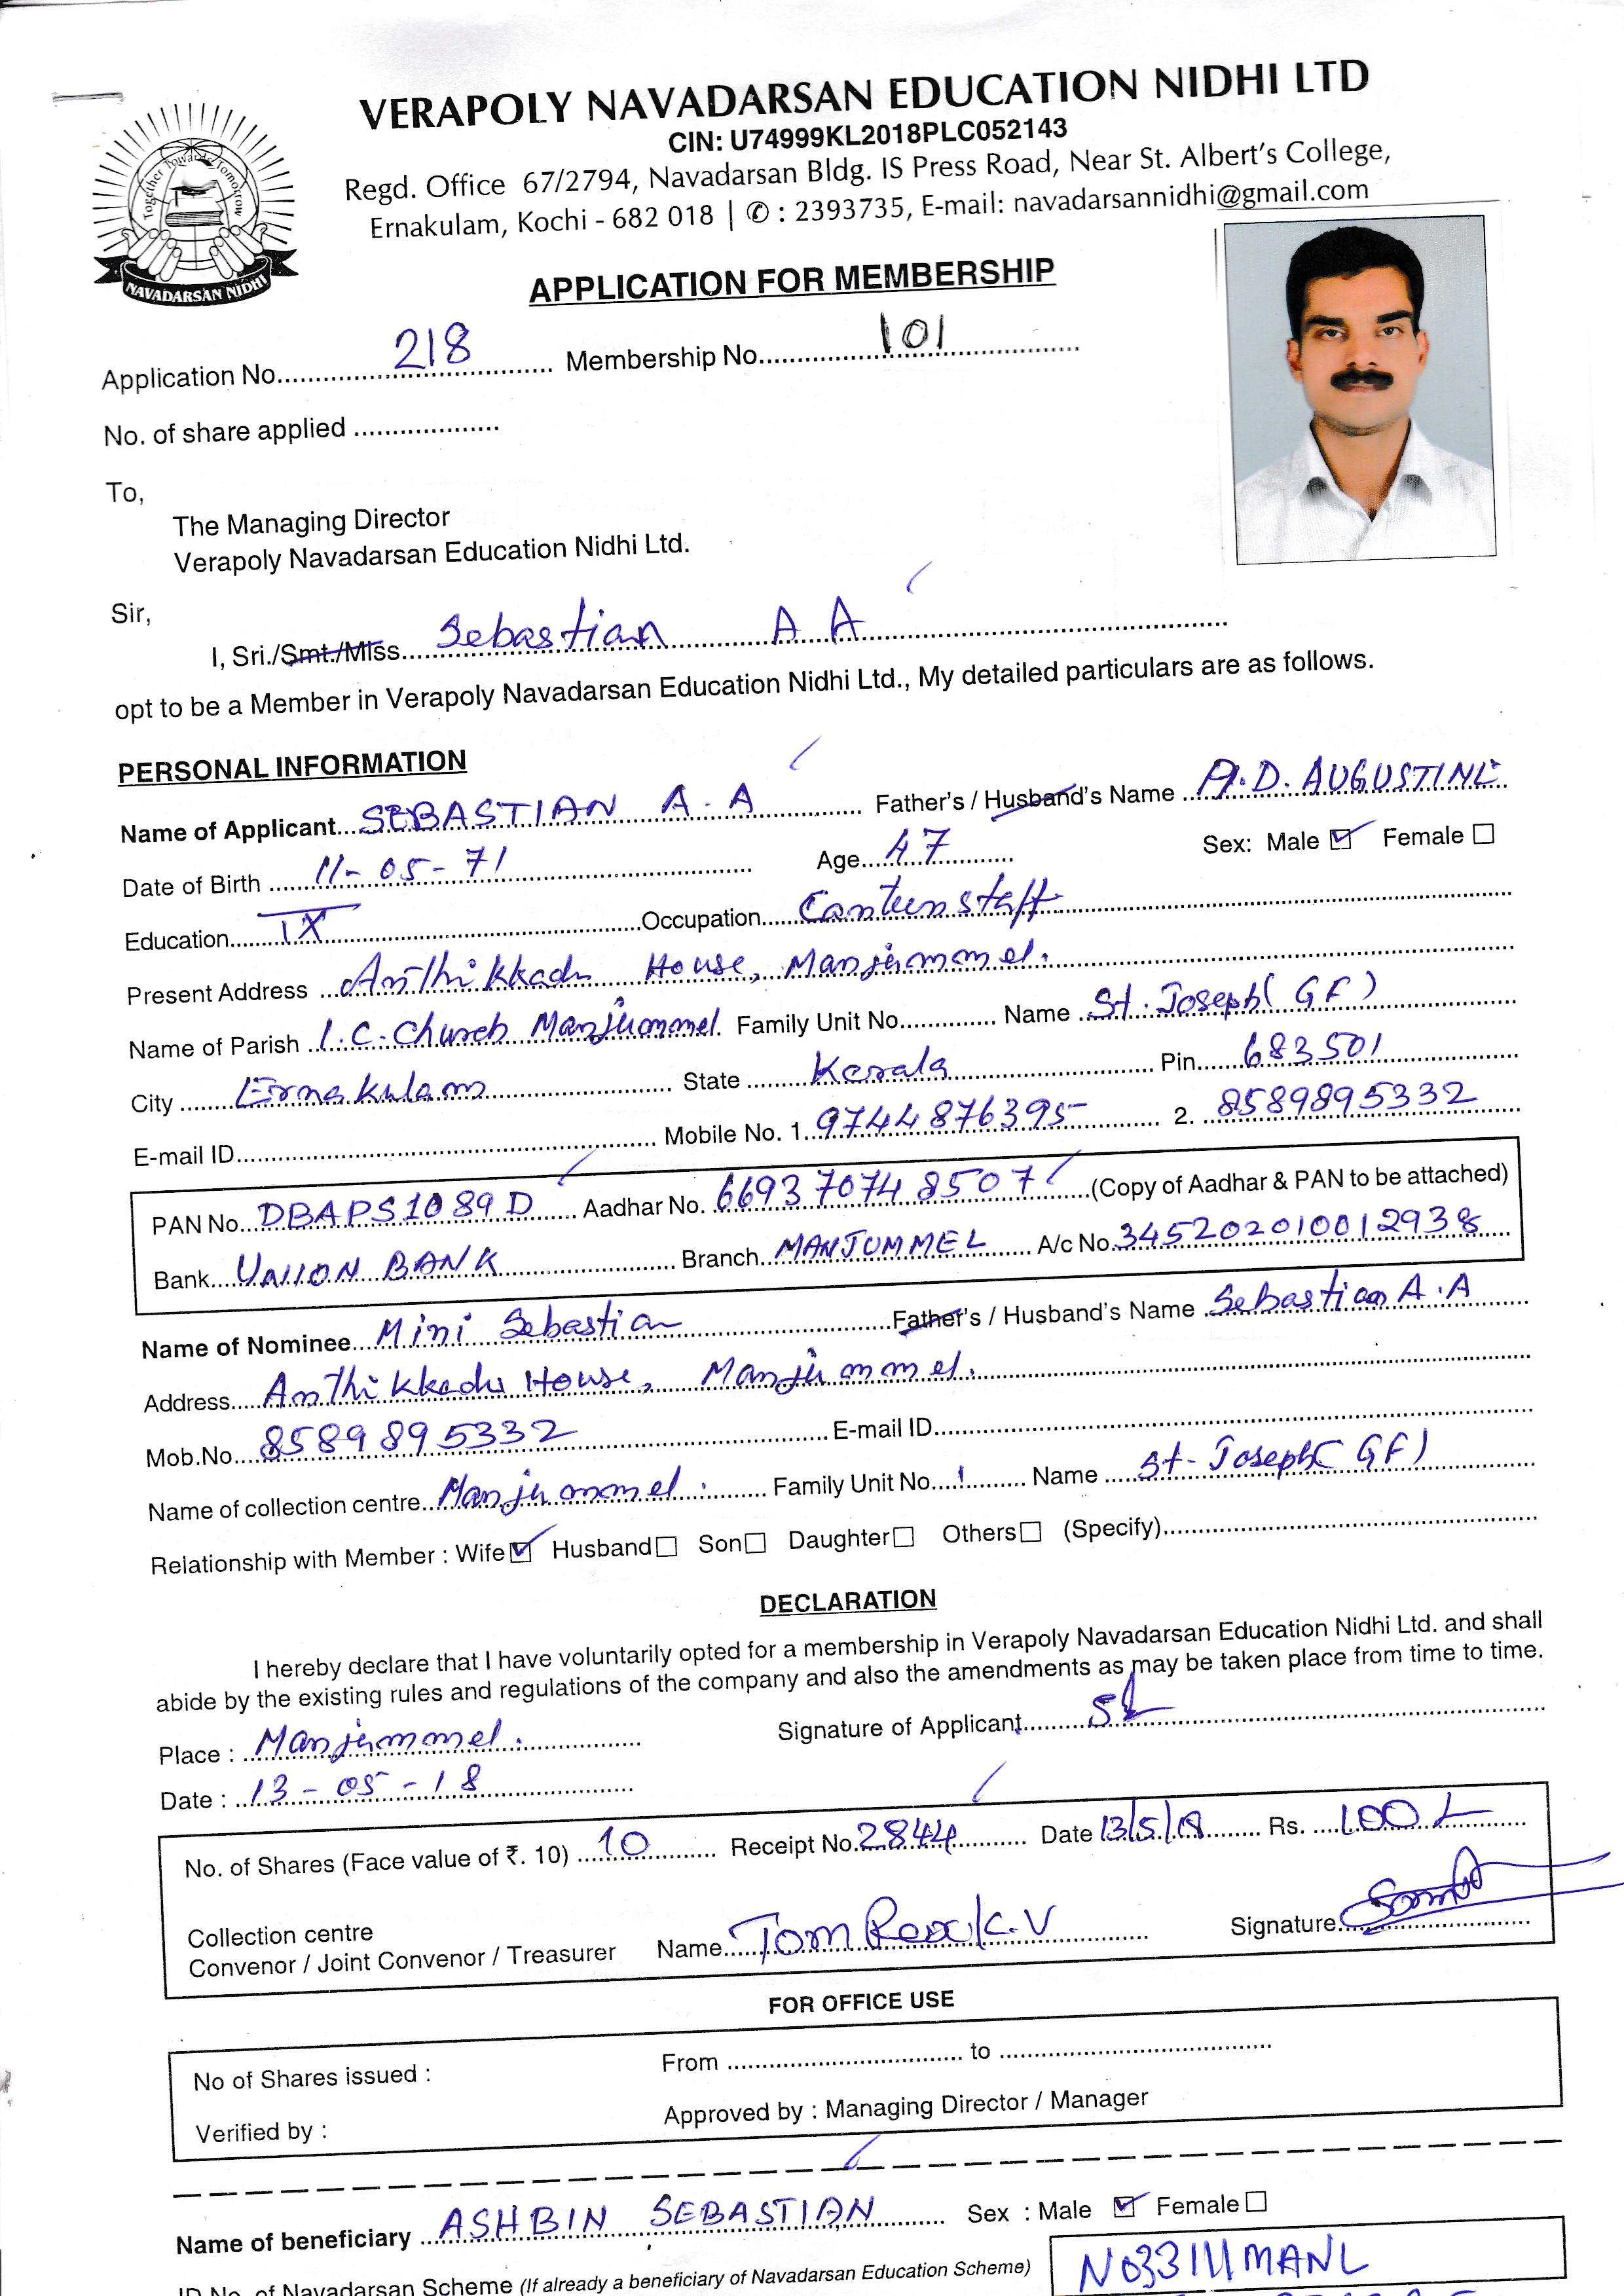 VERAPOLY NAVADARSAN EDUCATION NIDHI LTD
CIN: U74999KL2018PLC052143
Regd. Office 67/2794, Navadarsan Bldg. IS Press Road, Near St. Albert's College,
Ernakulam, Kochi - 682 018 | ✆ : 2393735, E-mail: navadarsannidhi@gmail.com
Together Towards Tomorrow
NAVADARSAN NIDHI
APPLICATION FOR MEMBERSHIP
Application No. 218 Membership No. 101
No. of share applied
To,
The Managing Director
Verapoly Navadarsan Education Nidhi Ltd.
Sir,
I, Sri./Smt./Miss Sebastian A A
opt to be a Member in Verapoly Navadarsan Education Nidhi Ltd., My detailed particulars are as follows.
PERSONAL INFORMATION
Name of Applicant SEBASTIAN A.A Father's / Husband's Name A.D. AUGUSTINE
Date of Birth 11-05-71 Age 47 Sex: Male ☑ Female ☐
Education IX Occupation Canteen staff
Present Address Anthikkadu House, Manjummel.
Name of Parish I.C. Church Manjummel Family Unit No. Name St. Joseph (GF)
City Ernakulam State Kerala Pin 683501
E-mail ID Mobile No. 1. 9744876395 2. 8589895332
PAN No. DBAPS1089D Aadhar No. 6693 7074 8507 (Copy of Aadhar & PAN to be attached)
Bank UNION BANK Branch MANJUMMEL A/c No. 345202010012938
Name of Nominee Mini Sebastian Father's / Husband's Name Sebastian A.A
Address Anthikkadu House, Manjummel.
Mob.No. 8589895332 E-mail ID
Name of collection centre Manjummel. Family Unit No. 1 Name St-Joseph (GF)
Relationship with Member : Wife ☑ Husband ☐ Son ☐ Daughter ☐ Others ☐ (Specify)
DECLARATION
I hereby declare that I have voluntarily opted for a membership in Verapoly Navadarsan Education Nidhi Ltd. and shall
abide by the existing rules and regulations of the company and also the amendments as may be taken place from time to time.
Place : Manjummel. Signature of Applicant
Date : 13-05-18
No. of Shares (Face value of ₹. 10) 10 Receipt No. 2844 Date 13/5/18 Rs. 100
Collection centre
Convenor / Joint Convenor / Treasurer Name Tom Rex K.V Signature
FOR OFFICE USE
No of Shares issued : From to
Verified by : Approved by : Managing Director / Manager
Name of beneficiary ASHBIN SEBASTIAN Sex : Male ☑ Female ☐
ID No. of Navadarsan Scheme (If already a beneficiary of Navadarsan Education Scheme)